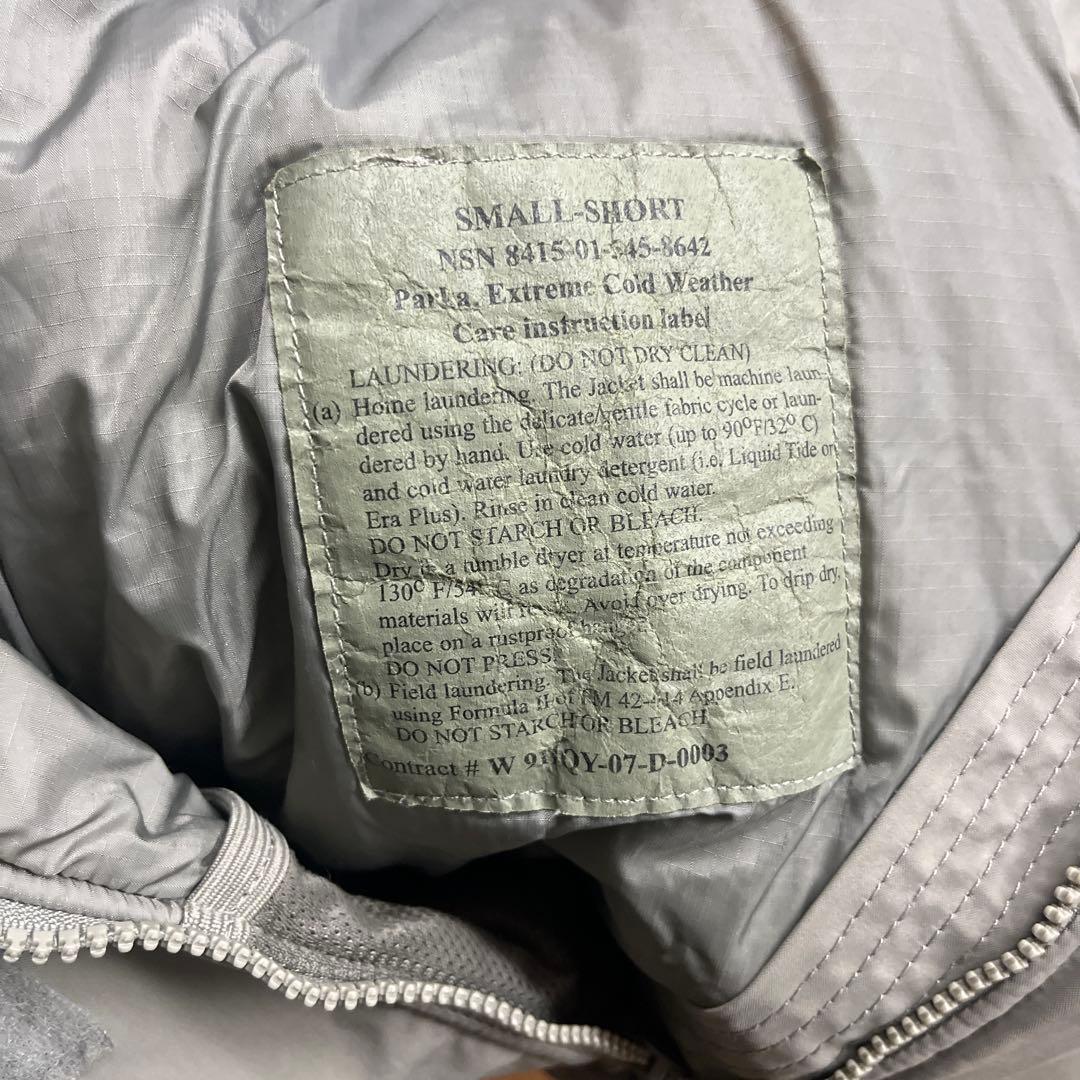 SMALL-SHORT
NSN 8415-01-545-8642
Parka, Extreme Cold Weather
Care instruction label
LAUNDERING: (DO NOT DRY CLEAN)
(a) Home laundering. The Jacket shall be machine laun-
dered using the delicate/gentle fabric cycle or laun-
dered by hand. Use cold water (up to 90°F/32° C)
and cold water laundry detergent (i.e. Liquid Tide or
Era Plus). Rinse in clean cold water.
DO NOT STARCH OR BLEACH.
Dry in a tumble dryer at temperature not exceeding
130° F/54° C as degradation of the component
materials will Avoid over drying. To drip dry,
place on a rustproof
DO NOT PRESS
(b) Field laundering. The Jacket shall be field laundered
using Formula II of TM 42-414 Appendix E.
DO NOT STARCH OR BLEACH
Contract # W 911QY-07-D-0003